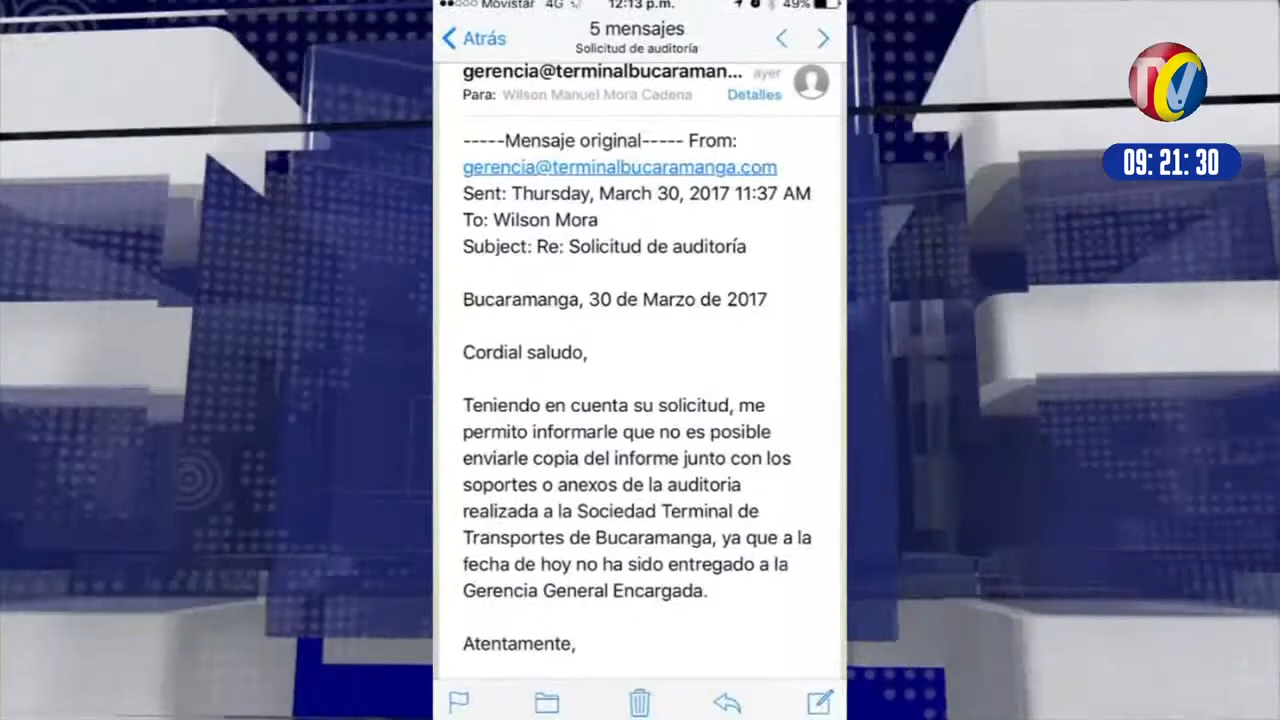 Movistar 4G 12:13 p.m. 49%
Atrás
5 mensajes
Solicitud de auditoría
gerencia@terminalbucaraman... ayer
Para: Wilson Manuel Mora Cadena Detalles
-----Mensaje original----- From:
gerencia@terminalbucaramanga.com
Sent: Thursday, March 30, 2017 11:37 AM
To: Wilson Mora
Subject: Re: Solicitud de auditoría
Bucaramanga, 30 de Marzo de 2017
Cordial saludo,
Teniendo en cuenta su solicitud, me
permito informarle que no es posible
enviarle copia del informe junto con los
soportes o anexos de la auditoria
realizada a la Sociedad Terminal de
Transportes de Bucaramanga, ya que a la
fecha de hoy no ha sido entregado a la
Gerencia General Encargada.
Atentamente,
TVC
09: 21: 30